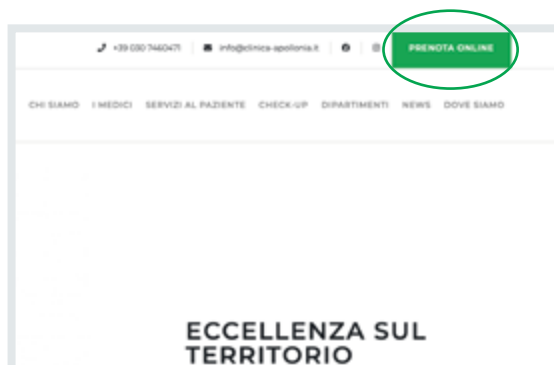 +39 030 7460471 info@clinica-apollonia.it PRENOTA ONLINE
CHI SIAMO I MEDICI SERVIZI AL PAZIENTE CHECK-UP DIPARTIMENTI NEWS DOVE SIAMO
ECCELLENZA SUL
TERRITORIO